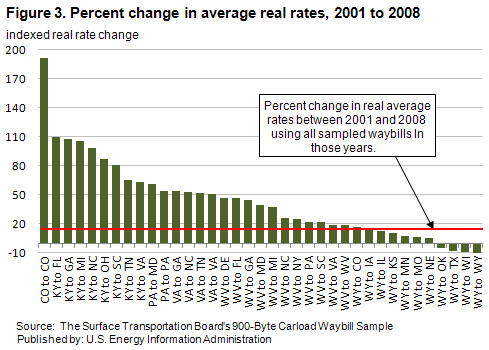 Figure 3. Percent change in average real rates, 2001 to 2008
indexed real rate change
200
170
140
110
80
50
20
-10
Percent change in real average
rates between 2001 and 2008
using all sampled waybills In
those years.
CO to CO
KY to FL
KY to GA
KY to MI
KY to NC
KY to OH
KY to SC
KY to TN
KY to VA
PA to MD
PA to PA
VA to GA
VA to NC
VA to TN
VA to VA
WV to DE
WV to FL
WV to GA
WV to MD
WV to MI
WV to NC
WV to NY
WV to PA
WV to SC
WV to VA
WV to WV
WY to CO
WY to IA
WY to IL
WY to KS
WY to MN
WY to MO
WY to NE
WY to OK
WY to TX
WY to WI
WY to WY
Source: The Surface Transportation Board's 900-Byte Carload Waybill Sample
Published by: U.S. Energy Information Administration